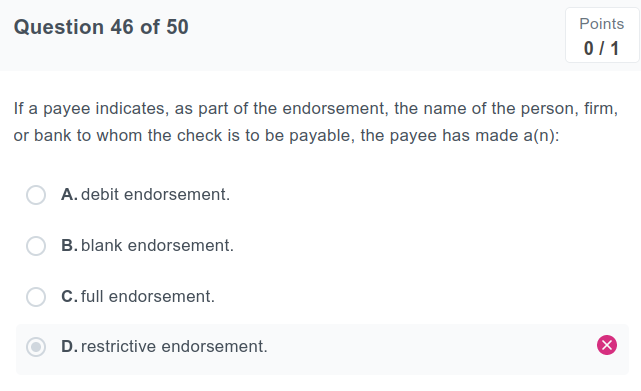 Question 46 of 50
Points
0 / 1
If a payee indicates, as part of the endorsement, the name of the person, firm,
or bank to whom the check is to be payable, the payee has made a(n):
A. debit endorsement.
B. blank endorsement.
C. full endorsement.
D. restrictive endorsement.